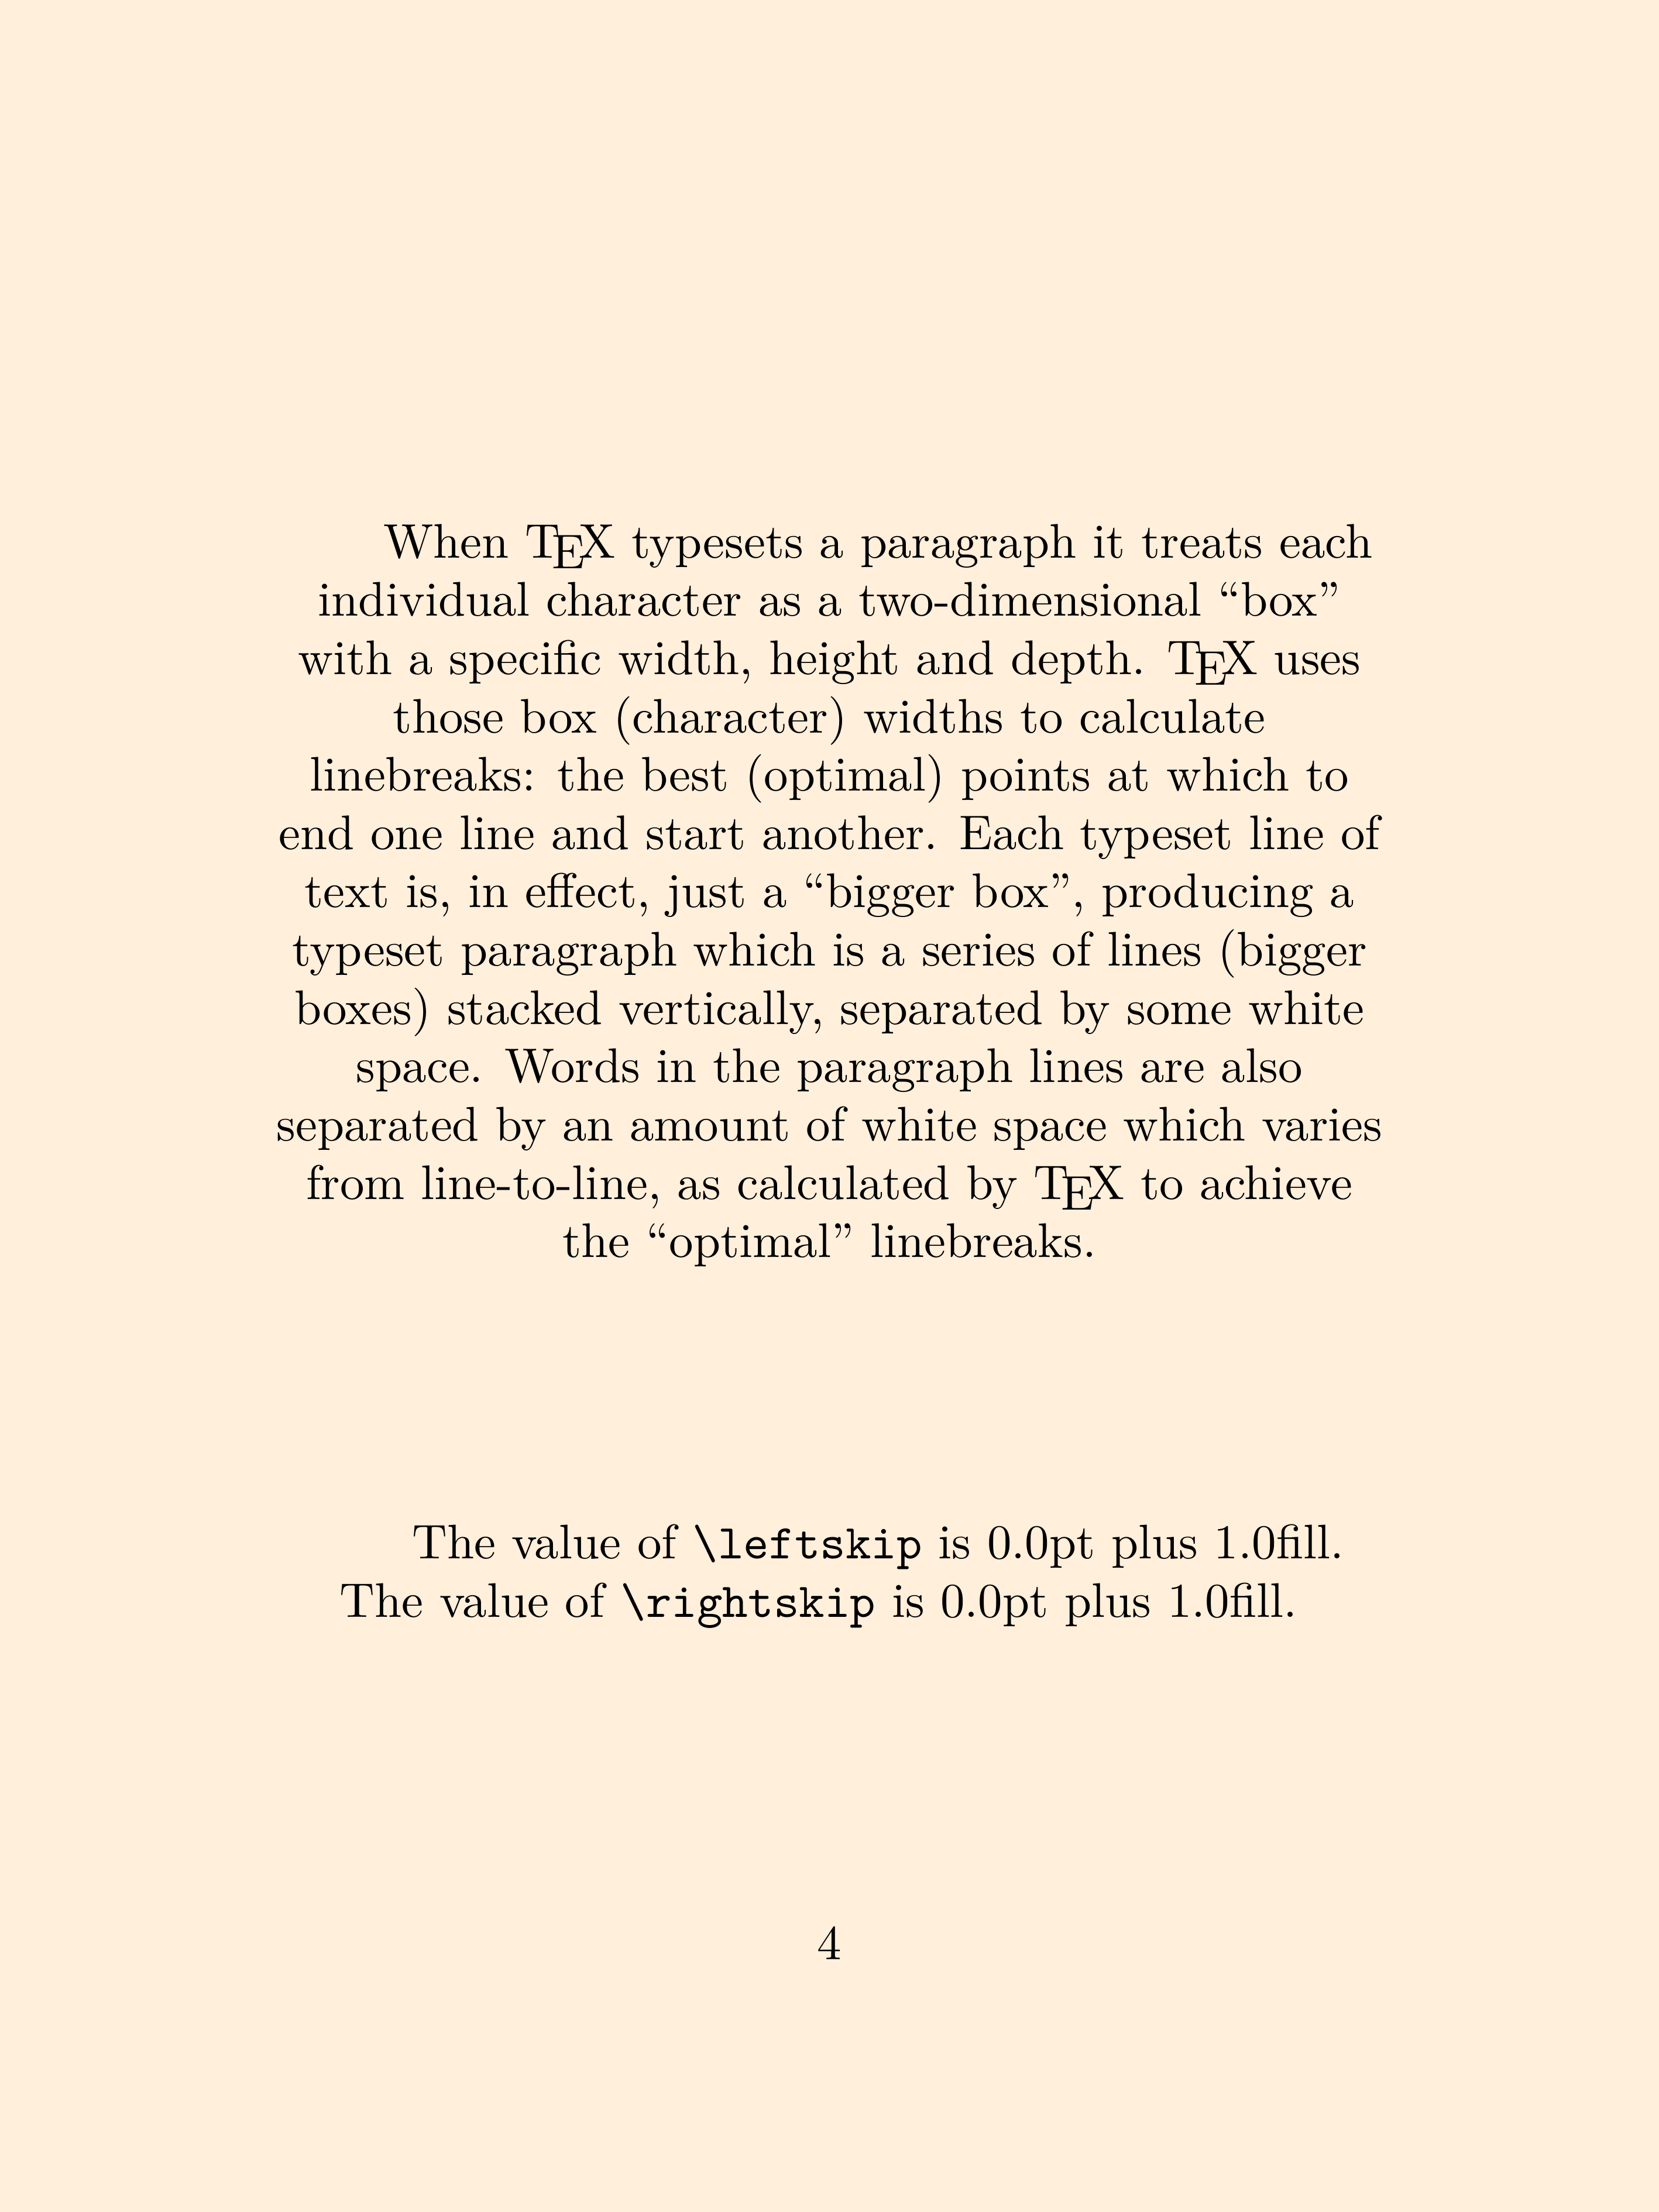 When TEX typesets a paragraph it treats each
individual character as a two-dimensional “box”
with a specific width, height and depth. TEX uses
those box (character) widths to calculate
linebreaks: the best (optimal) points at which to
end one line and start another. Each typeset line of
text is, in effect, just a “bigger box”, producing a
typeset paragraph which is a series of lines (bigger
boxes) stacked vertically, separated by some white
space. Words in the paragraph lines are also
separated by an amount of white space which varies
from line-to-line, as calculated by TEX to achieve
the “optimal” linebreaks.
The value of \leftskip is 0.0pt plus 1.0fill.
The value of \rightskip is 0.0pt plus 1.0fill.
4